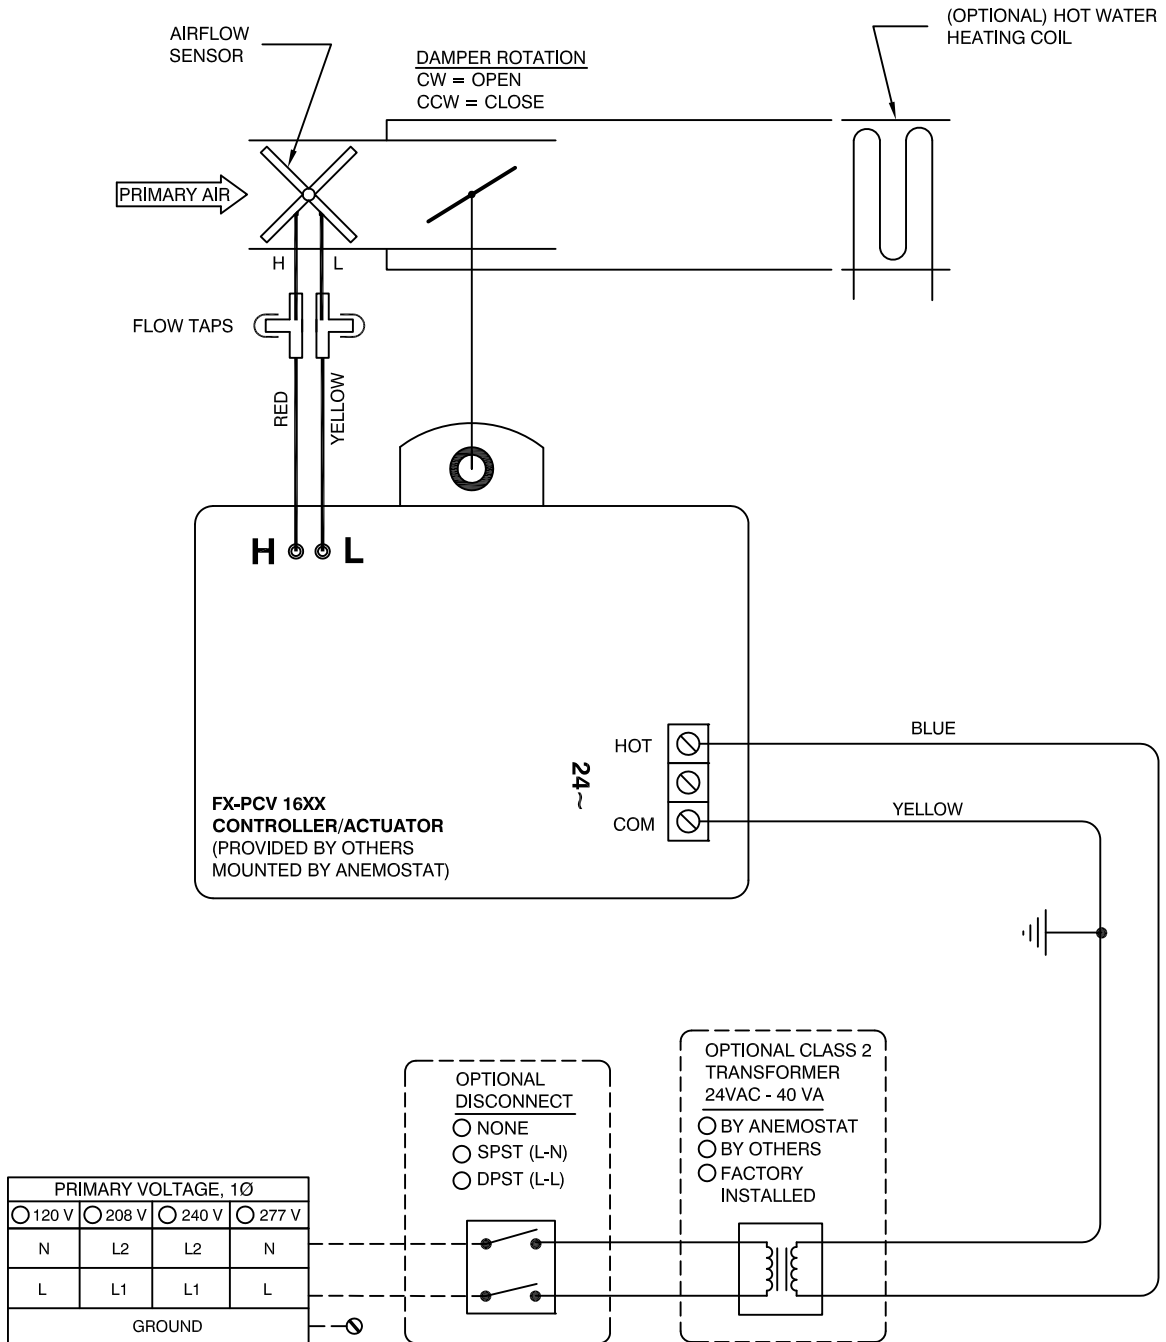 AIRFLOW
SENSOR
DAMPER ROTATION
CW = OPEN
CCW = CLOSE
(OPTIONAL) HOT WATER
HEATING COIL
PRIMARY AIR
H L
FLOW TAPS
RED
YELLOW
H L
HOT
24~
COM
BLUE
YELLOW
FX-PCV 16XX
CONTROLLER/ACTUATOR
(PROVIDED BY OTHERS
MOUNTED BY ANEMOSTAT)
OPTIONAL
DISCONNECT
NONE
SPST (L-N)
DPST (L-L)
OPTIONAL CLASS 2
TRANSFORMER
24VAC - 40 VA
BY ANEMOSTAT
BY OTHERS
FACTORY
INSTALLED
PRIMARY VOLTAGE, 1Ø
120 V 208 V 240 V 277 V
N L2 L2 N
L L1 L1 L
GROUND